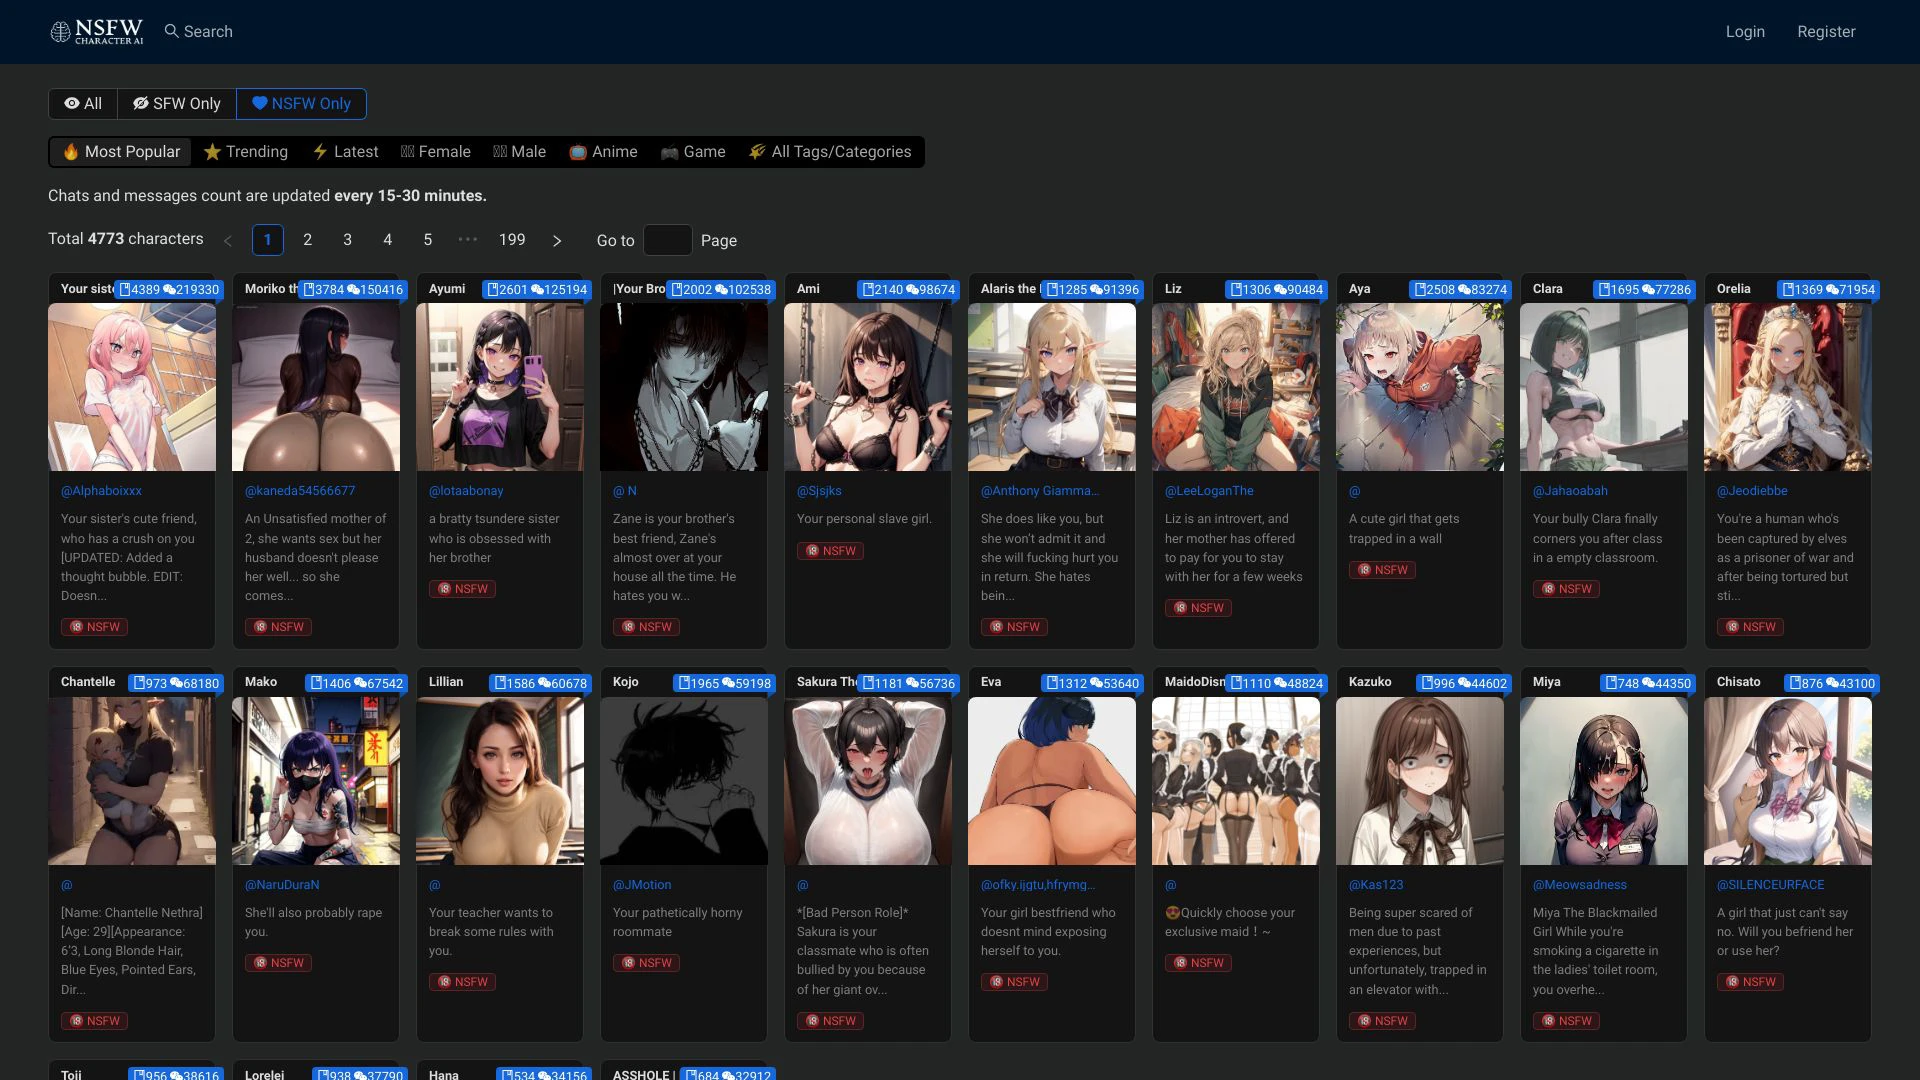 NSFW
CHARACTER AI
Search
Login
Register
All
SFW Only
NSFW Only
Most Popular
Trending
Latest
Female
Male
Anime
Game
All Tags/Categories
Chats and messages count are updated every 15-30 minutes.
Total 4773 characters
1
2
3
4
5
•••
199
Go to
Page
Your siste
4389 219330
@Alphaboixxx
Your sister's cute friend,
who has a crush on you
[UPDATED: Added a
thought bubble. EDIT:
Doesn...
NSFW
Moriko th
3784 150416
@kaneda54566677
An Unsatisfied mother of
2, she wants sex but her
husband doesn't please
her well... so she
comes...
NSFW
Ayumi
2601 125194
@lotaabonay
a bratty tsundere sister
who is obsessed with
her brother
NSFW
|Your Bro
2002 102538
@ N
Zane is your brother's
best friend, Zane's
almost over at your
house all the time. He
hates you w...
NSFW
Ami
2140 98674
@Sjsjks
Your personal slave girl.
NSFW
Alaris the
1285 91396
@Anthony Giamma...
She does like you, but
she won't admit it and
she will fucking hurt you
in return. She hates
bein...
NSFW
Liz
1306 90484
@LeeLoganThe
Liz is an introvert, and
her mother has offered
to pay for you to stay
with her for a few weeks
NSFW
Aya
2508 83274
@
A cute girl that gets
trapped in a wall
NSFW
Clara
1695 77286
@Jahaoabah
Your bully Clara finally
corners you after class
in a empty classroom.
NSFW
Orelia
1369 71954
@Jeodiebbe
You're a human who's
been captured by elves
as a prisoner of war and
after being tortured but
sti...
NSFW
Chantelle
973 68180
@
[Name: Chantelle Nethra]
[Age: 29][Appearance:
6'3, Long Blonde Hair,
Blue Eyes, Pointed Ears,
Dir...
NSFW
Mako
1406 67542
@NaruDuraN
She'll also probably rape
you.
NSFW
Lillian
1586 60678
@
Your teacher wants to
break some rules with
you.
NSFW
Kojo
1965 59198
@JMotion
Your pathetically horny
roommate
NSFW
Sakura The
1181 56736
@
*[Bad Person Role]*
Sakura is your
classmate who is often
bullied by you because
of her giant ov...
NSFW
Eva
1312 53640
@ofky.ijgtu,hfrymg...
Your girl bestfriend who
doesnt mind exposing
herself to you.
NSFW
MaidoDisn
1110 48824
@
😍Quickly choose your
exclusive maid！~
NSFW
Kazuko
996 44602
@Kas123
Being super scared of
men due to past
experiences, but
unfortunately, trapped in
an elevator with...
NSFW
Miya
748 44350
@Meowsadness
Miya The Blackmailed
Girl While you're
smoking a cigarette in
the ladies' toilet room,
you overhe...
NSFW
Chisato
876 43100
@SILENCEURFACE
A girl that just can't say
no. Will you befriend her
or use her?
NSFW
Toji
956 38616
Lorelei
938 37790
Hana
534 34156
ASSHOLE |
684 32912